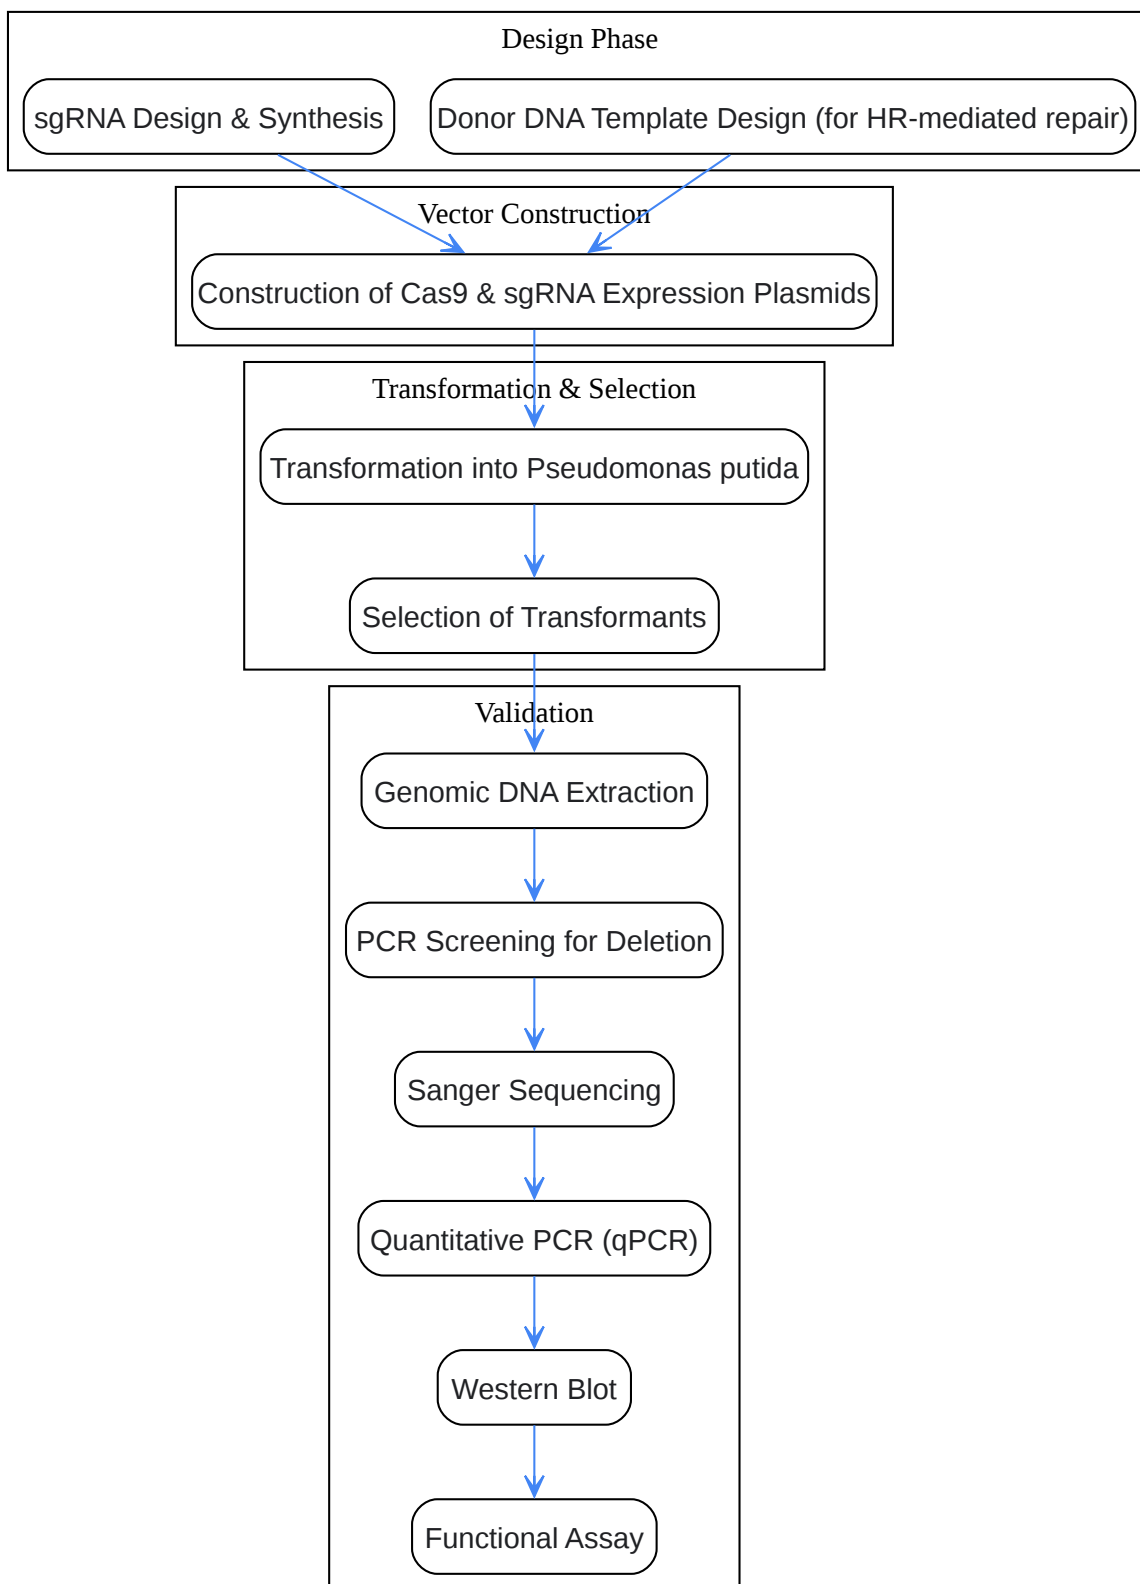 Design Phase
sgRNA Design & Synthesis
Donor DNA Template Design (for HR-mediated repair)
Vector Construction
Construction of Cas9 & sgRNA Expression Plasmids
Transformation & Selection
Transformation into Pseudomonas putida
Selection of Transformants
Validation
Genomic DNA Extraction
PCR Screening for Deletion
Sanger Sequencing
Quantitative PCR (qPCR)
Western Blot
Functional Assay